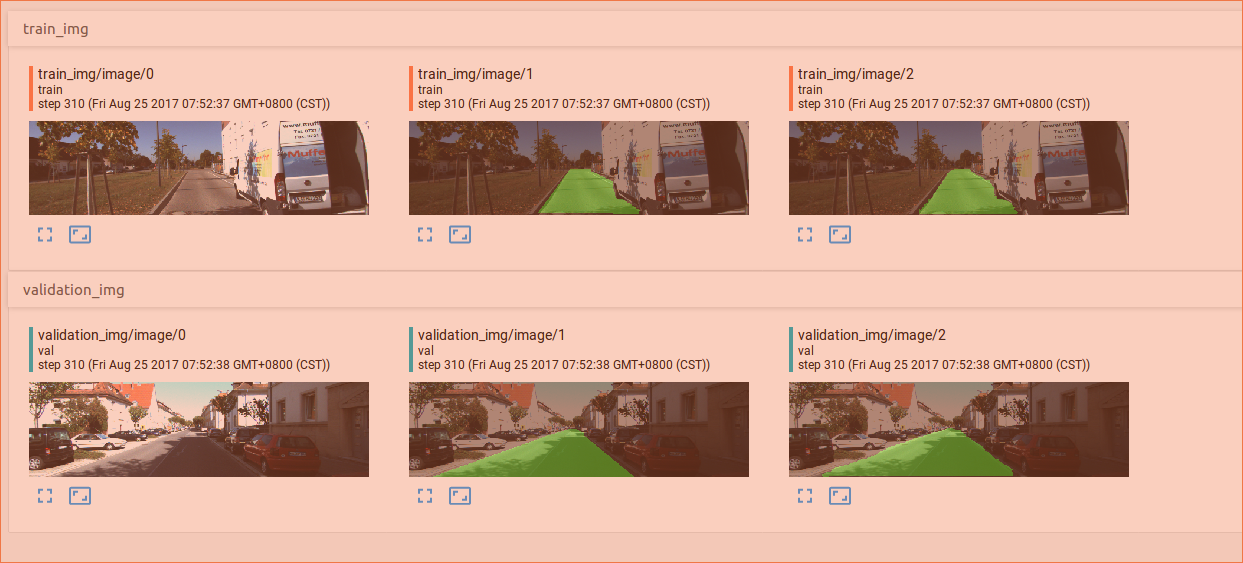 train_img
train_img/image/0
train
step 310 (Fri Aug 25 2017 07:52:37 GMT+0800 (CST))
train_img/image/1
train
step 310 (Fri Aug 25 2017 07:52:37 GMT+0800 (CST))
train_img/image/2
train
step 310 (Fri Aug 25 2017 07:52:37 GMT+0800 (CST))
validation_img
validation_img/image/0
val
step 310 (Fri Aug 25 2017 07:52:38 GMT+0800 (CST))
validation_img/image/1
val
step 310 (Fri Aug 25 2017 07:52:38 GMT+0800 (CST))
validation_img/image/2
val
step 310 (Fri Aug 25 2017 07:52:38 GMT+0800 (CST))